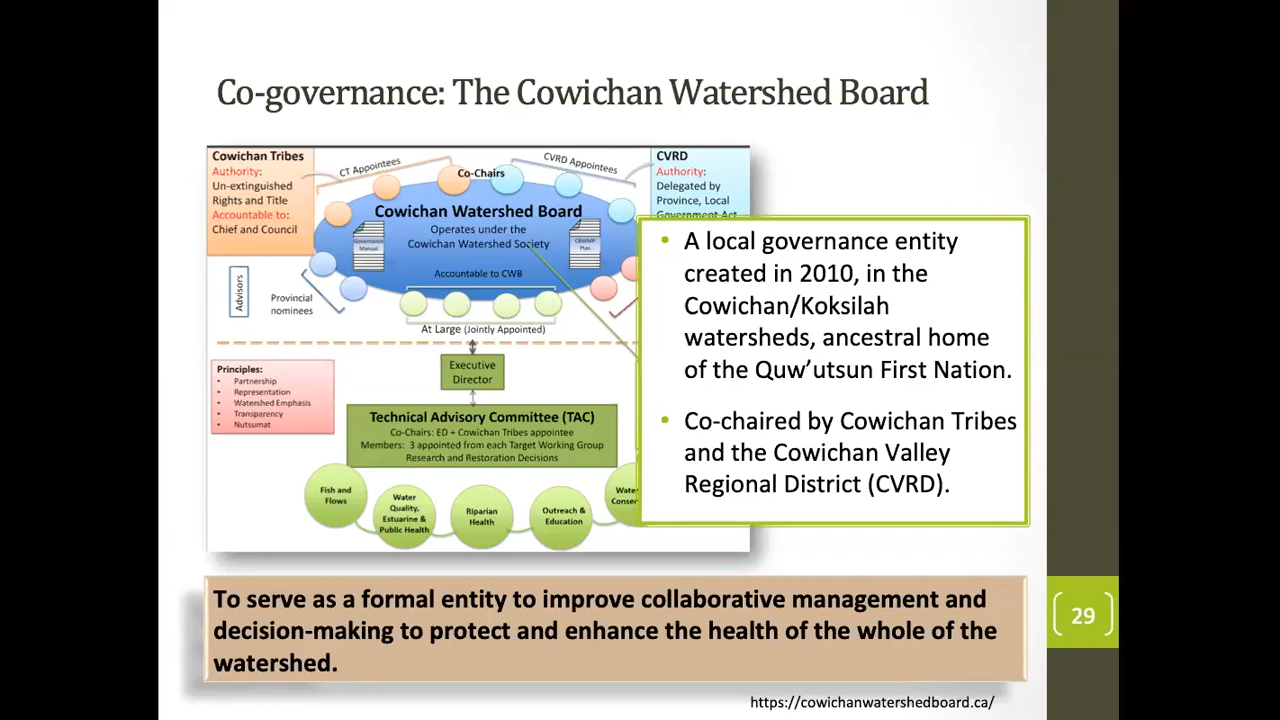 Co-governance: The Cowichan Watershed Board
Cowichan Tribes
Authority:
Un-extinguished
Rights and Title
Accountable to:
Chief and Council
CT Appointees
Co-Chairs
CVRD Appointees
CVRD
Authority:
Delegated by
Province, Local
Government Act
Cowichan Watershed Board
Operates under the
Cowichan Watershed Society
Governance
Manual
CBWMP
Plan
Accountable to CWB
Advisors
Provincial
nominees
At Large (Jointly Appointed)
Executive
Director
Principles:
• Partnership
• Representation
• Watershed Emphasis
• Transparency
• Nutsumat
Technical Advisory Committee (TAC)
Co-Chairs: ED + Cowichan Tribes appointee
Members: 3 appointed from each Target Working Group
Research and Restoration Decisions
Fish and
Flows
Water
Quality,
Estuarine &
Public Health
Riparian
Health
Outreach &
Education
• A local governance entity
created in 2010, in the
Cowichan/Koksilah
watersheds, ancestral home
of the Quw’utsun First Nation.
• Co-chaired by Cowichan Tribes
and the Cowichan Valley
Regional District (CVRD).
To serve as a formal entity to improve collaborative management and
decision-making to protect and enhance the health of the whole of the
watershed.
29
https://cowichanwatershedboard.ca/